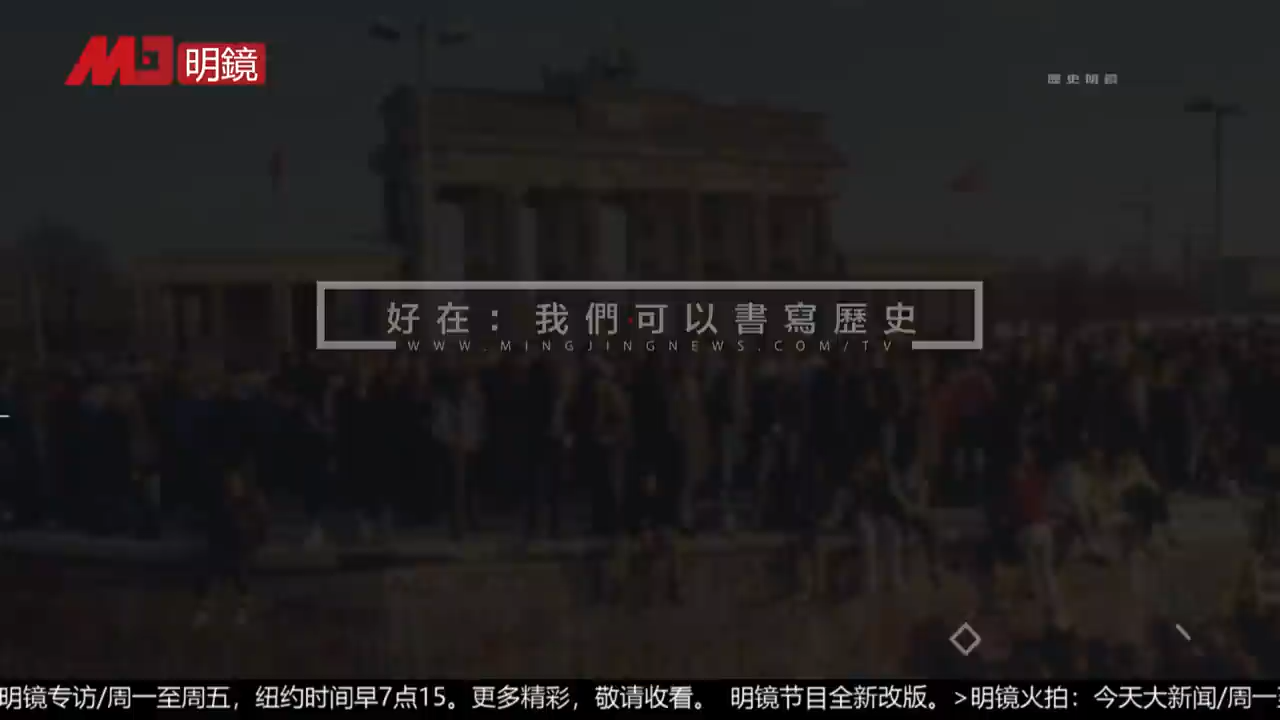 明鏡
歷史明鏡
好在：我們可以書寫歷史
WWW.MINGJINGNEWS.COM/TV
明镜专访/周一至周五，纽约时间早7点15。更多精彩，敬请收看。 明镜节目全新改版。>明镜火拍：今天大新闻/周一